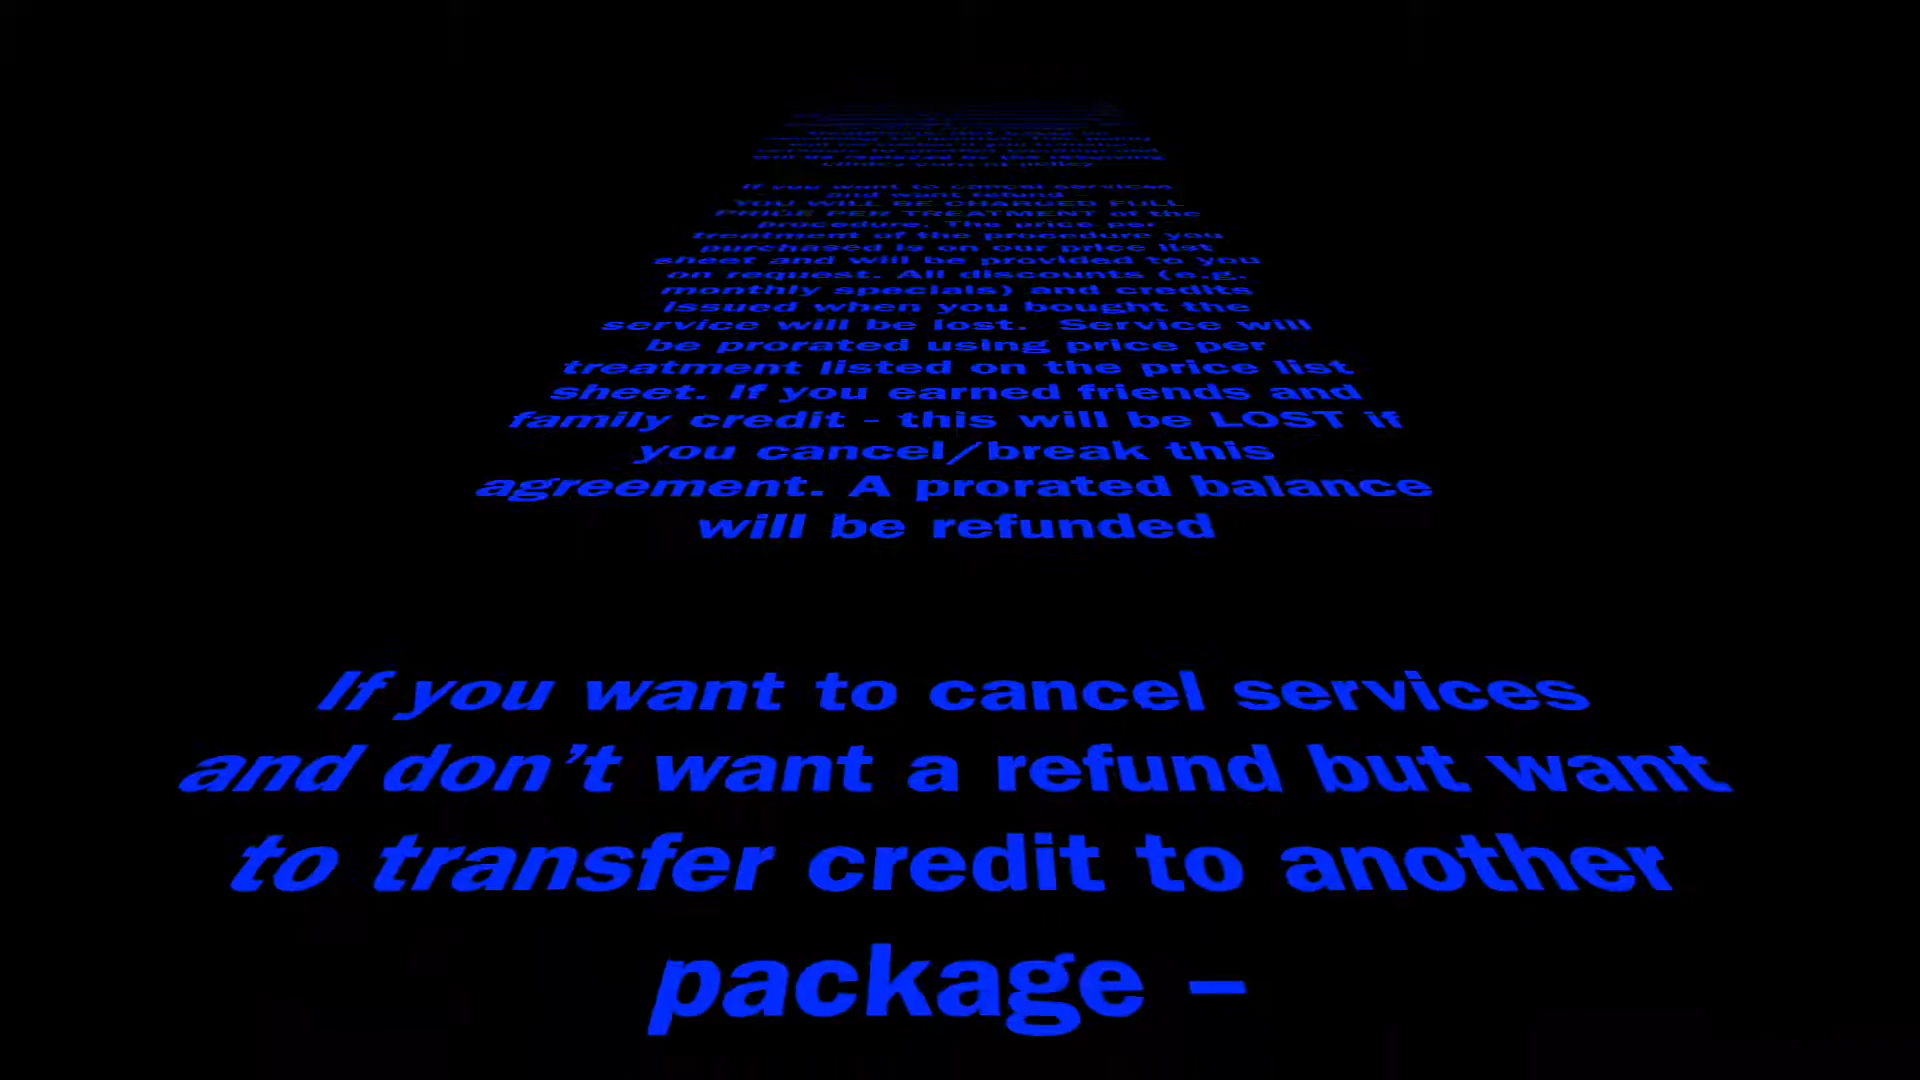 If you want to cancel services
and want refund –
YOU WILL BE CHARGED FULL
PRICE PER TREATMENT of the
procedure. The price per
treatment of the procedure you
purchased is on our price list
sheet and will be provided to you
on request. All discounts (e.g.
monthly specials) and credits
issued when you bought the
service will be lost.  Service will
be prorated using price per
treatment listed on the price list
sheet. If you earned friends and
family credit - this will be LOST if
you cancel/break this
agreement. A prorated balance
will be refunded
If you want to cancel services
and don’t want a refund but want
to transfer credit to another
package –